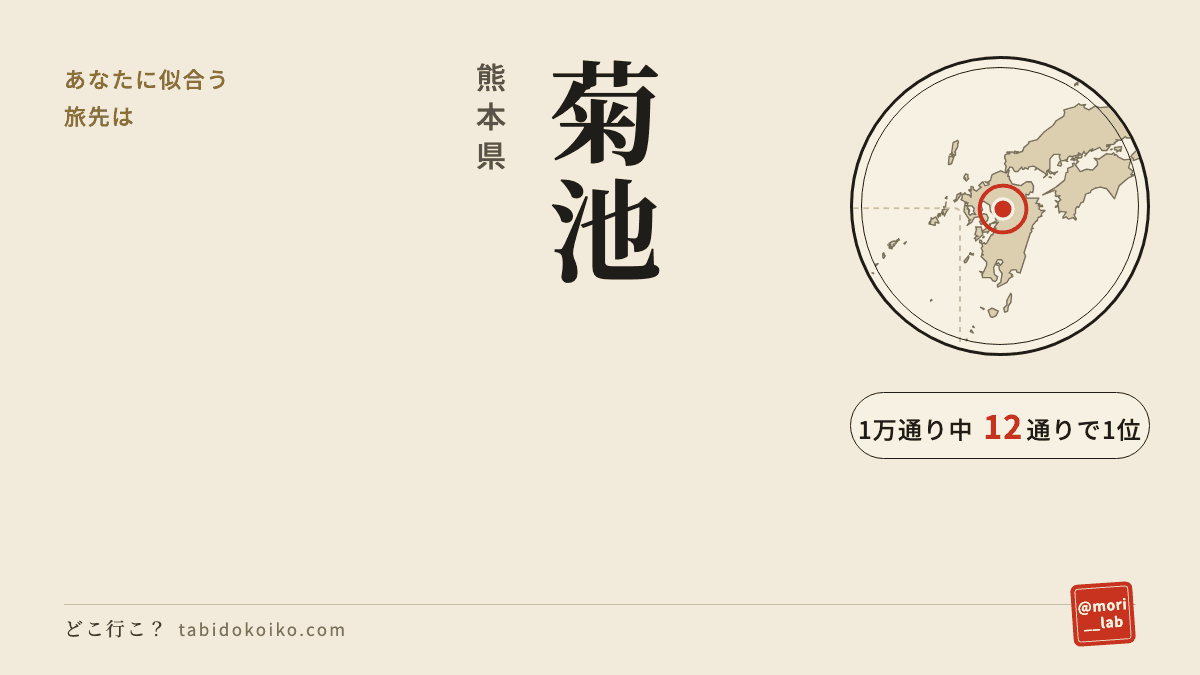 あなたに似合う
旅先は
菊池
熊本県
1万通り中 12通りで1位
どこ行こ？ tabidokoiko.com
@mori
__lab